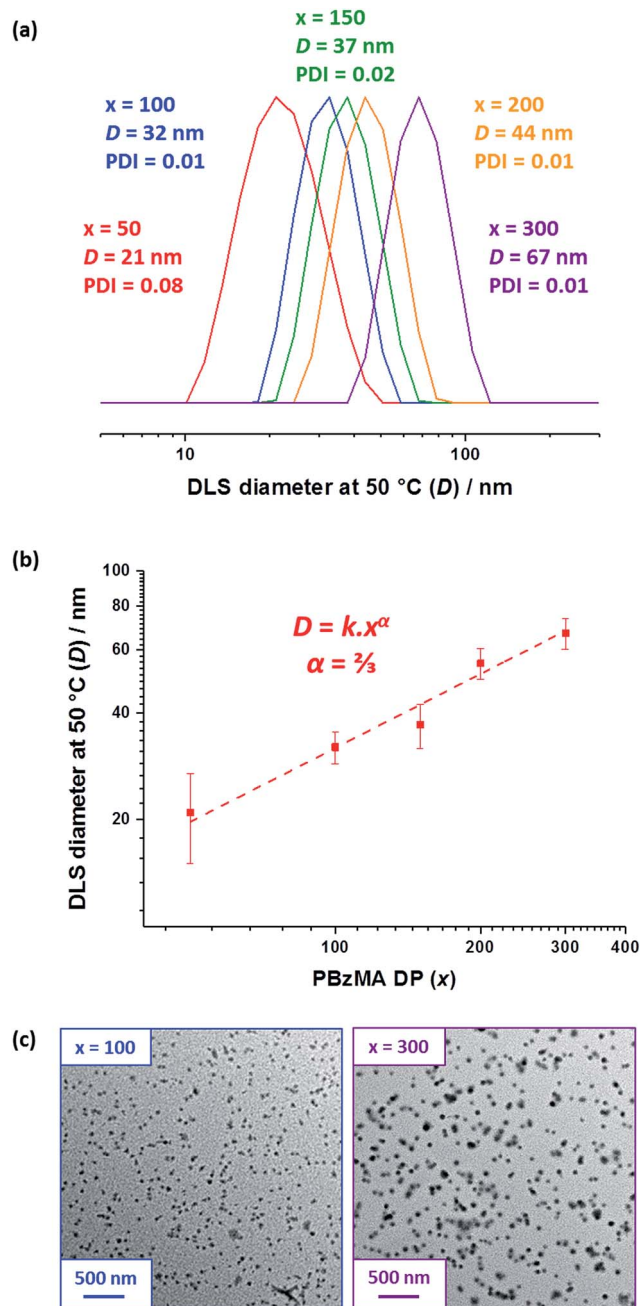 (a)
x = 150
D = 37 nm
PDI = 0.02
x = 100
D = 32 nm
PDI = 0.01
x = 200
D = 44 nm
PDI = 0.01
x = 50
D = 21 nm
PDI = 0.08
x = 300
D = 67 nm
PDI = 0.01
10 100
DLS diameter at 50 °C (D) / nm
(b)
DLS diameter at 50 °C (D) / nm
100
80
60
40
20
D = k.x^α
α = ⅔
100 200 300 400
PBzMA DP (x)
(c)
x = 100
500 nm
x = 300
500 nm